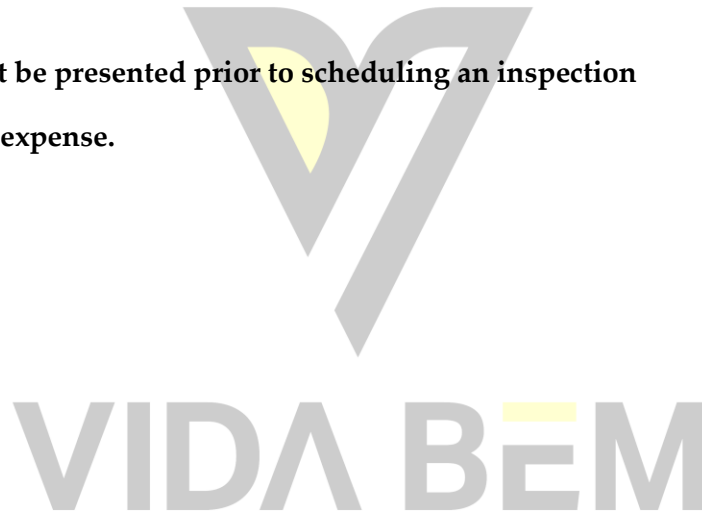 t be presented prior to scheduling an inspection
expense.
VIDA BEM